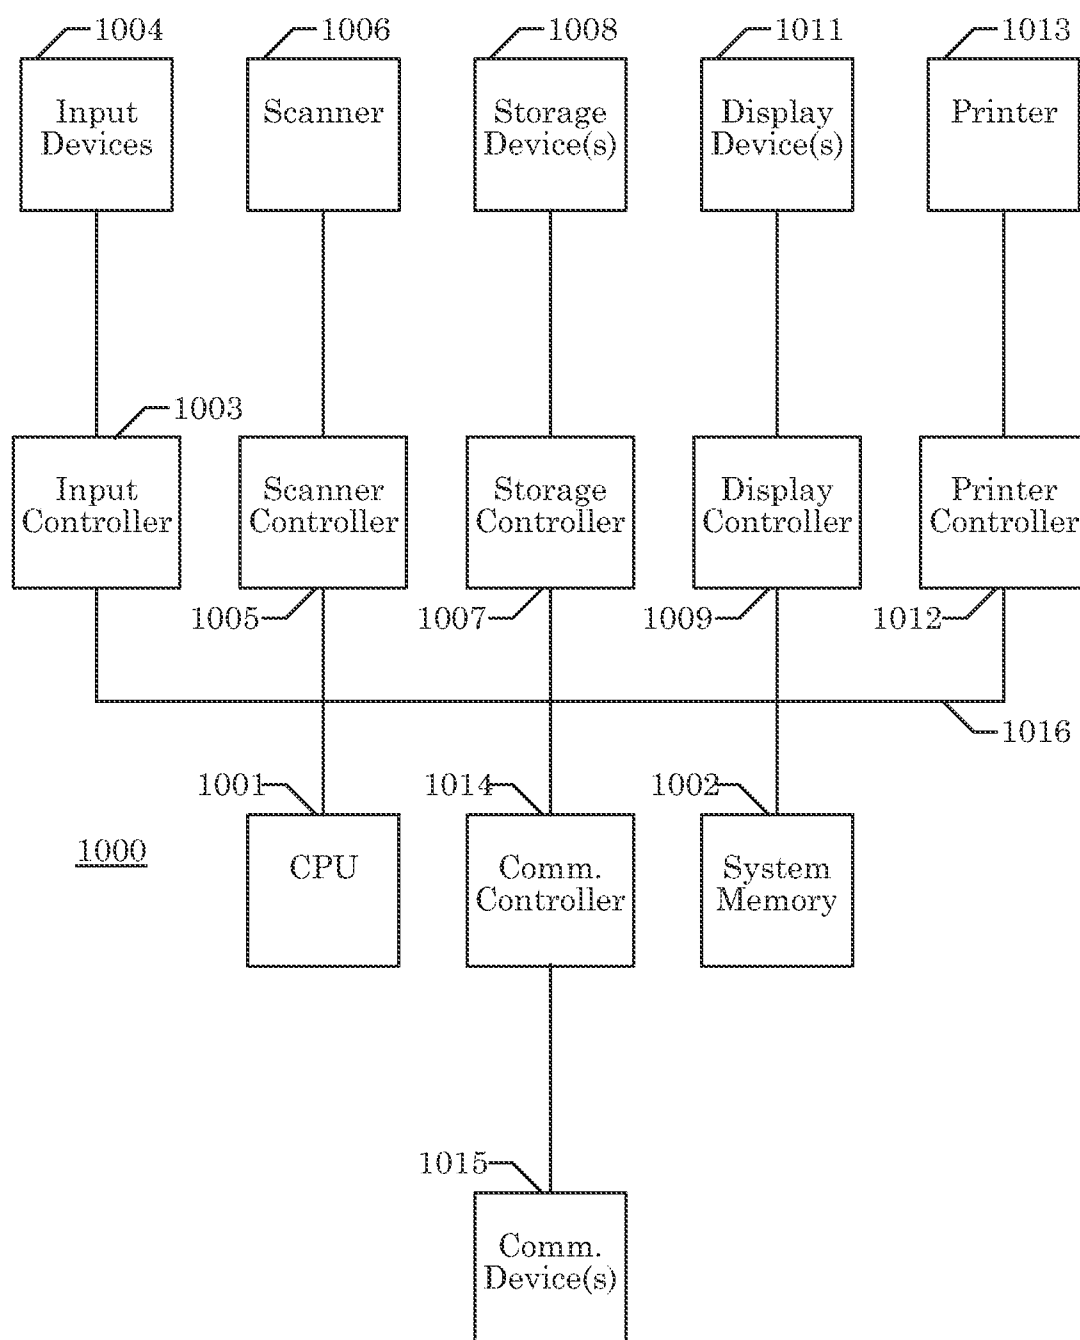 1004
1006
1008
1011
1013
Input
Devices
Scanner
Storage
Device(s)
Display
Device(s)
Printer
1003
Input
Controller
Scanner
Controller
Storage
Controller
Display
Controller
Printer
Controller
1005
1007
1009
1012
1016
1001
1014
1002
1000
CPU
Comm.
Controller
System
Memory
1015
Comm.
Device(s)